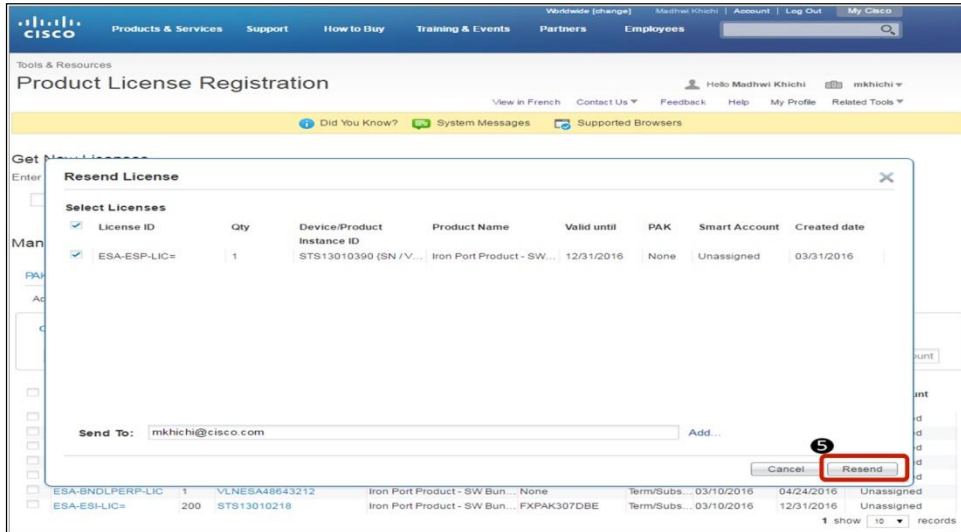 Worldwide [change] Madhwi Khichi Account Log Out My Cisco
CISCO Products & Services Support How to Buy Training & Events Partners Employees
Tools & Resources
Product License Registration
Hello Madhwi Khichi mkhichi
View in French Contact Us Feedback Help My Profile Related Tools
Did You Know? System Messages Supported Browsers
Get New Licenses
Enter
Resend License
Select Licenses
License ID Qty Device/Product Instance ID Product Name Valid until PAK Smart Account Created date
Man
ESA-ESP-LIC= 1 STS13010390 (SN / V... Iron Port Product - SW... 12/31/2016 None Unassigned 03/31/2016
PAK
Send To: mkhichi@cisco.com Add...
5
Cancel Resend
ESA-BNDLPERP-LIC 1 VLNESA48643212 Iron Port Product - SW Bun... None Term/Subs... 03/10/2016 04/24/2016 Unassigned
ESA-ESI-LIC= 200 STS13010218 Iron Port Product - SW Bun... FXPAK307DBE Term/Subs... 03/10/2016 12/31/2016 Unassigned
1 show 10 records